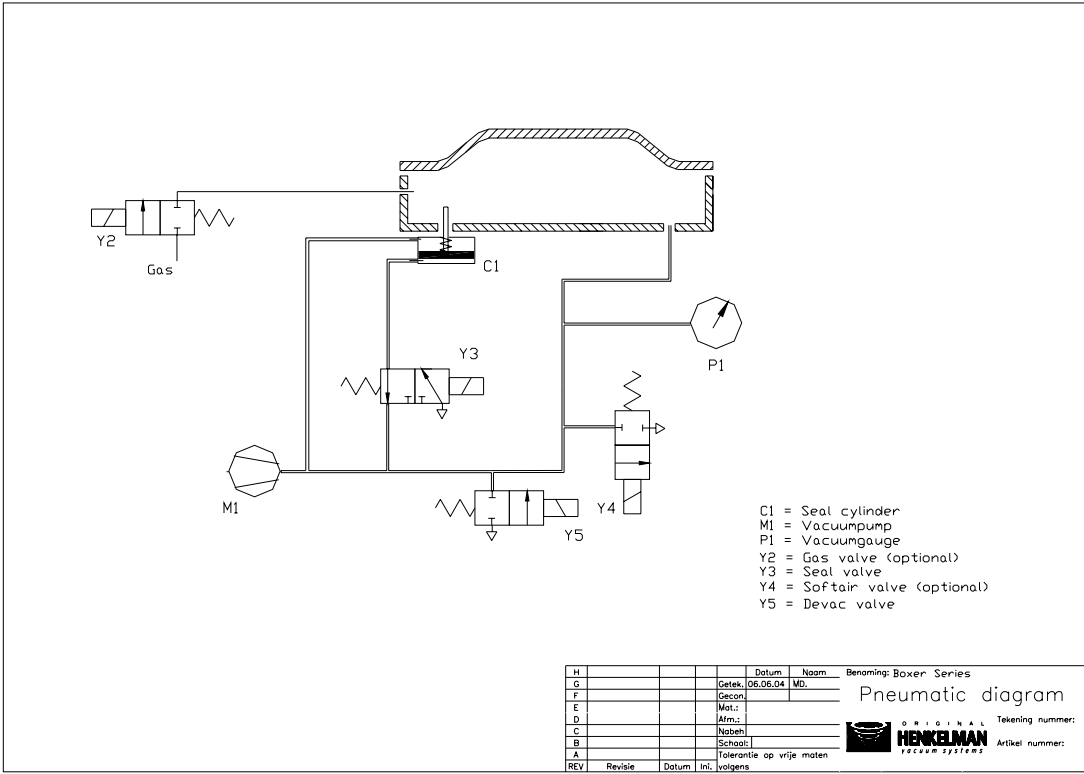 Y2
Gas
C1
Y3
P1
M1
Y4
Y5
C1 = Seal cylinder
M1 = Vacuumpump
P1 = Vacuumgauge
Y2 = Gas valve (optional)
Y3 = Seal valve
Y4 = Softair valve (optional)
Y5 = Devac valve
H Datum Naam Benaming: Boxer Series
G Getek. 06.06.04 MD.
F Gecon.
Pneumatic diagram
E Mat.:
D Afm.:
C Nabeh
B Schaal:
A Tolerantie op vrije maten
REV Revisie Datum Ini. volgens
ORIGINAL
HENKELMAN
vacuum systems
Tekening nummer:
Artikel nummer: